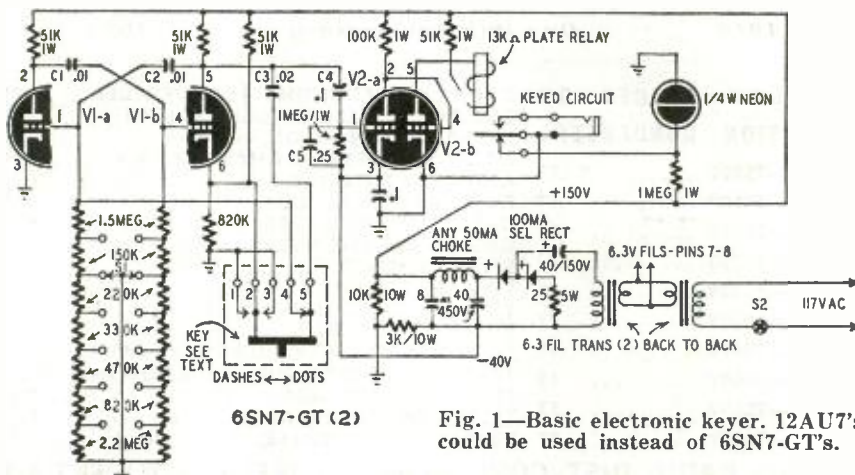 51K
1W
51K
1W
51K
1W
100K
1W
51K
1W
13KΩ PLATE RELAY
2
C1 .01
C2 .01
5
C3 .02
C4
.1
V2-a
2
5
KEYED CIRCUIT
1/4W NEON
1
V1-a
V1-b
4
1MEG/1W
1
4
V2-b
3
6
C5 .25
3
6
.1
+150V
1MEG
1W
1.5MEG
820K
150K
S1
220K
330K
470K
820K
2.2 MEG
1
2
3
4
5
KEY
SEE
TEXT
DASHES
DOTS
ANY 50MA
CHOKE
100MA
SEL RECT
+
+
+
40/150V
6.3V FILS-PINS 7-8
10K
10W
8
40
450V
25
5W
3K/10W
-40V
S2
117VAC
6.3 FIL TRANS (2) BACK TO BACK
6SN7-GT (2)
Fig. 1—Basic electronic keyer. 12AU7's
could be used instead of 6SN7-GT's.